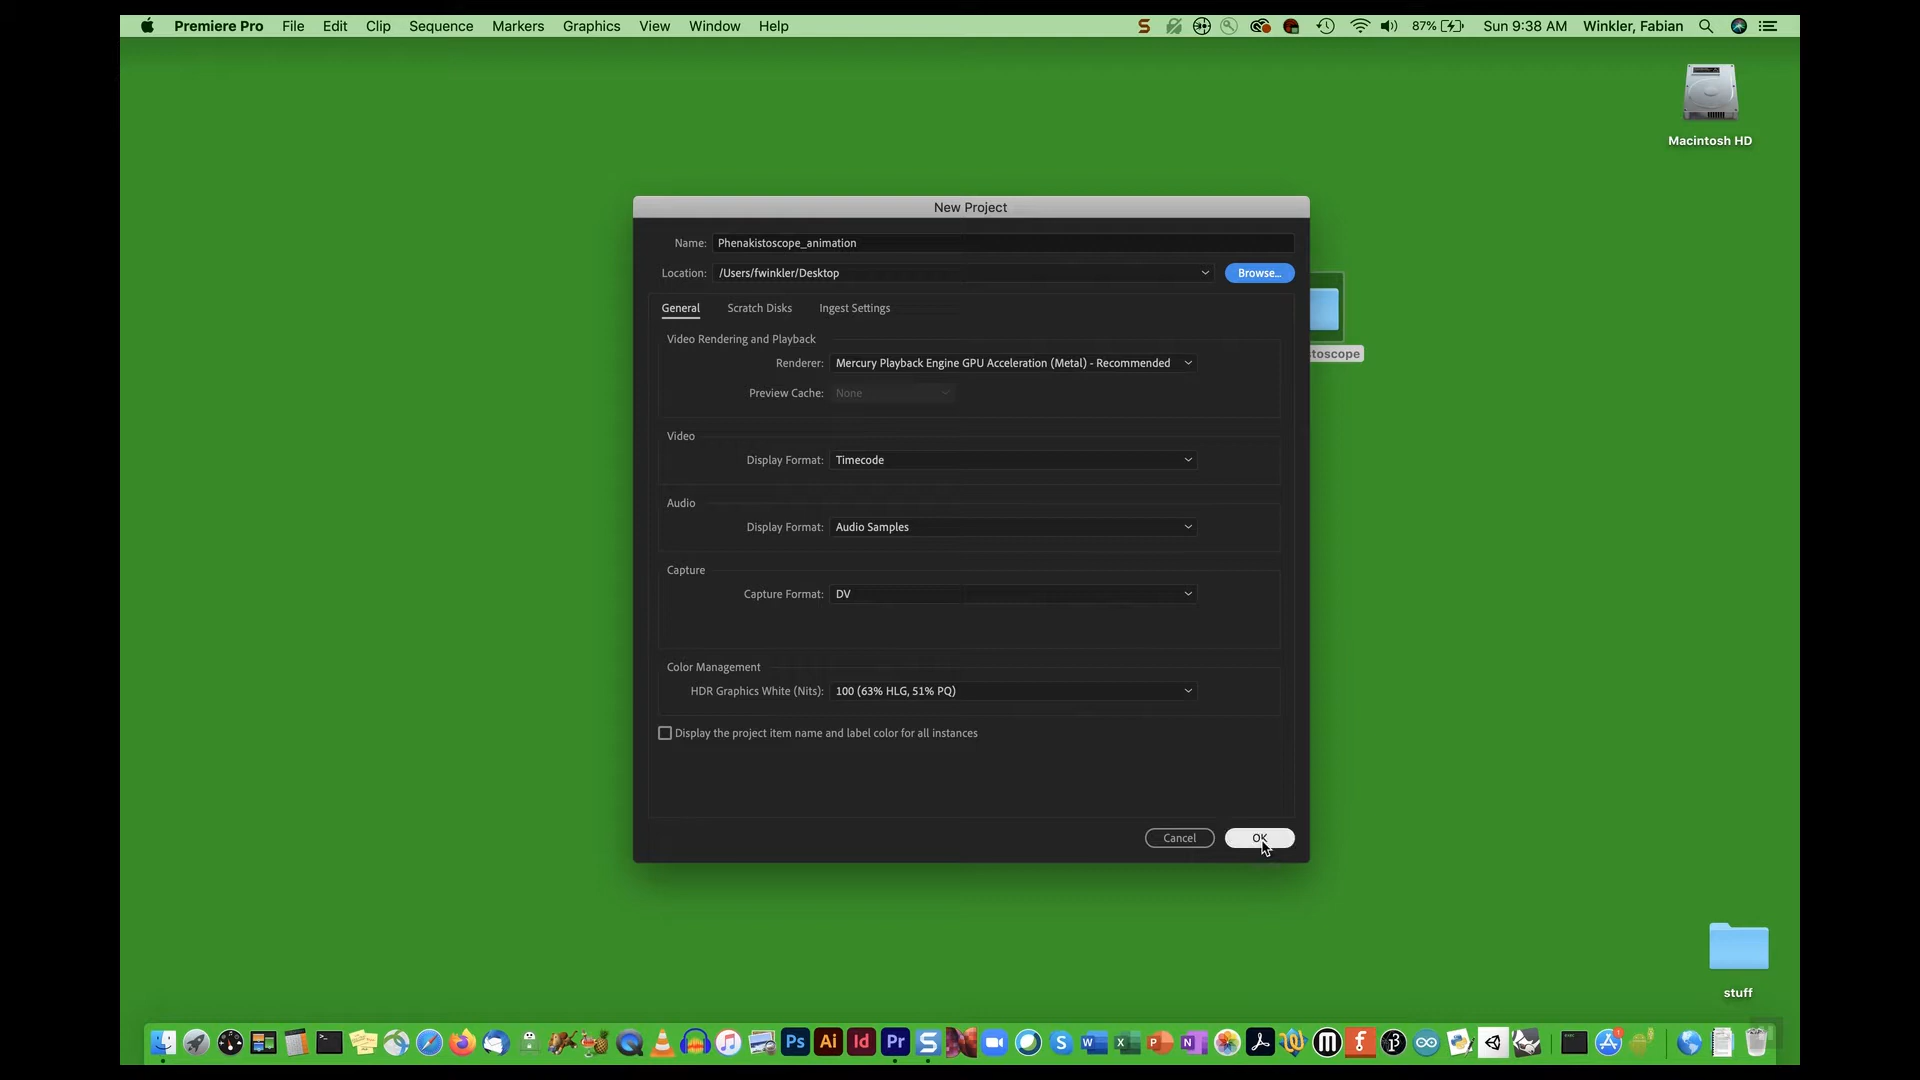 Premiere Pro File Edit Clip Sequence Markers Graphics View Window Help 87% Sun 9:38 AM Winkler, Fabian
Macintosh HD
New Project
Name: Phenakistoscope_animation
Location: /Users/fwinkler/Desktop Browse...
General Scratch Disks Ingest Settings
Video Rendering and Playback
toscope
Renderer: Mercury Playback Engine GPU Acceleration (Metal) - Recommended
Preview Cache: None
Video
Display Format: Timecode
Audio
Display Format: Audio Samples
Capture
Capture Format: DV
Color Management
HDR Graphics White (Nits): 100 (63% HLG, 51% PQ)
Display the project item name and label color for all instances
Cancel OK
stuff
Ps Ai Id Pr S S W X P N m f